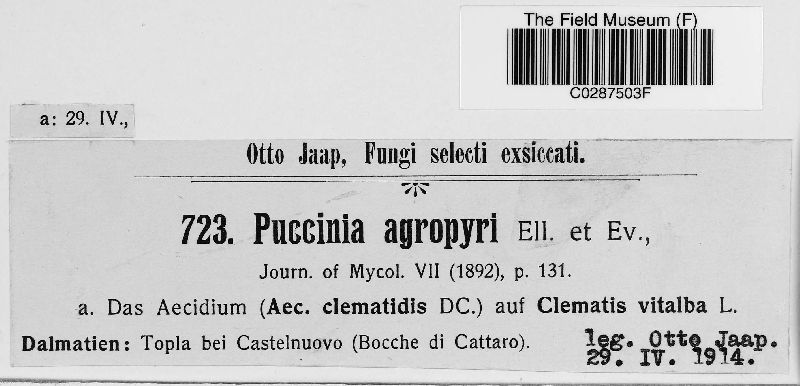 The Field Museum (F)
C0287503F
a: 29. IV.,
Otto Jaap, Fungi selecti exsiccati.
723. Puccinia agropyri Ell. et Ev.,
Journ. of Mycol. VII (1892), p. 131.
a. Das Aecidium (Aec. clematidis DC.) auf Clematis vitalba L.
Dalmatien: Topla bei Castelnuovo (Bocche di Cattaro).
leg. Otto Jaap.
29. IV. 1914.